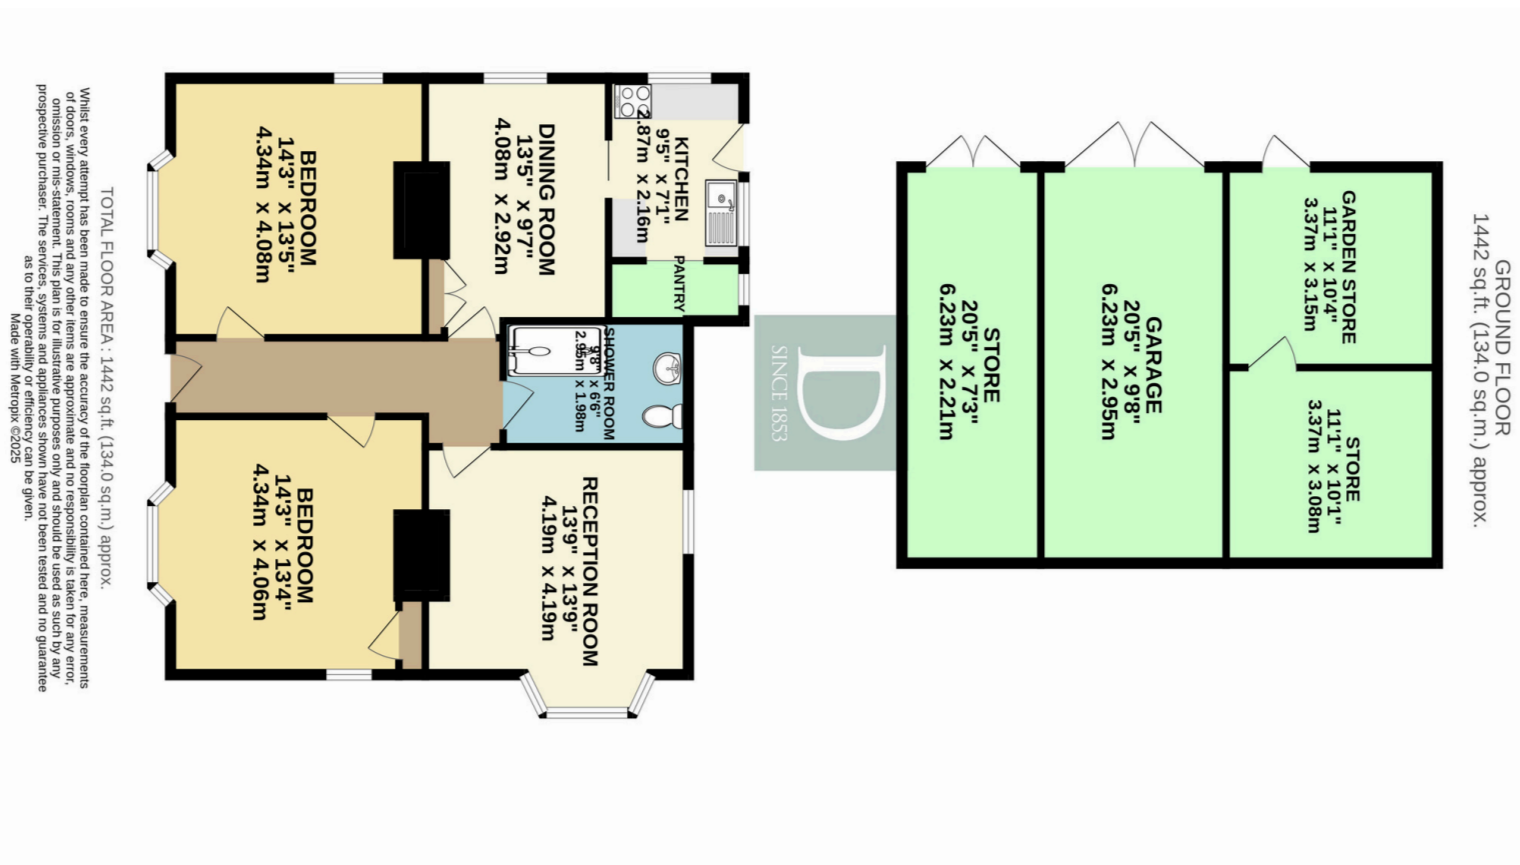 GROUND FLOOR
1442 sq.ft. (134.0 sq.m.) approx.
BEDROOM
14'3" x 13'5"
4.34m x 4.08m
DINING ROOM
13'5" x 9'7"
4.08m x 2.92m
KITCHEN
9'5" x 7'1"
2.87m x 2.16m
PANTRY
SHOWER ROOM
9'8" x 6'6"
2.95m x 1.98m
BEDROOM
14'3" x 13'4"
4.34m x 4.06m
RECEPTION ROOM
13'9" x 13'9"
4.19m x 4.19m
D
SINCE 1853
STORE
20'5" x 7'3"
6.23m x 2.21m
GARAGE
20'5" x 9'8"
6.23m x 2.95m
GARDEN STORE
11'1" x 10'4"
3.37m x 3.15m
STORE
11'1" x 10'1"
3.37m x 3.08m
TOTAL FLOOR AREA : 1442 sq.ft. (134.0 sq.m.) approx.
Whilst every attempt has been made to ensure the accuracy of the floorplan contained here, measurements
of doors, windows, rooms and any other items are approximate and no responsibility is taken for any error,
omission or mis-statement. This plan is for illustrative purposes only and should be used as such by any
prospective purchaser. The services, systems and appliances shown have not been tested and no guarantee
as to their operability or efficiency can be given.
Made with Metropix ©2025